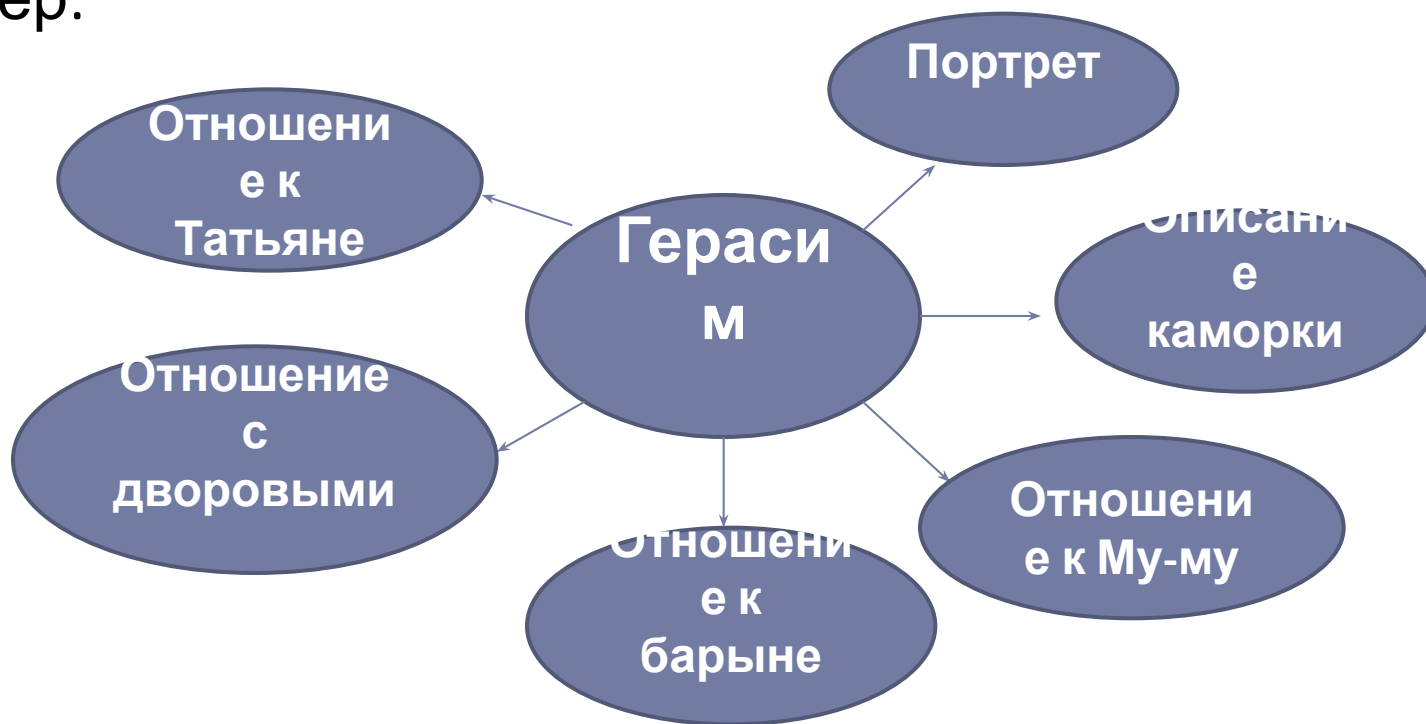 ер:
Портрет
Отношени
е к
Татьяне
Гераси
м
Описани
е
каморки
Отношение
с
дворовыми
Отношени
е к Му-му
Отношени
е к
барыне